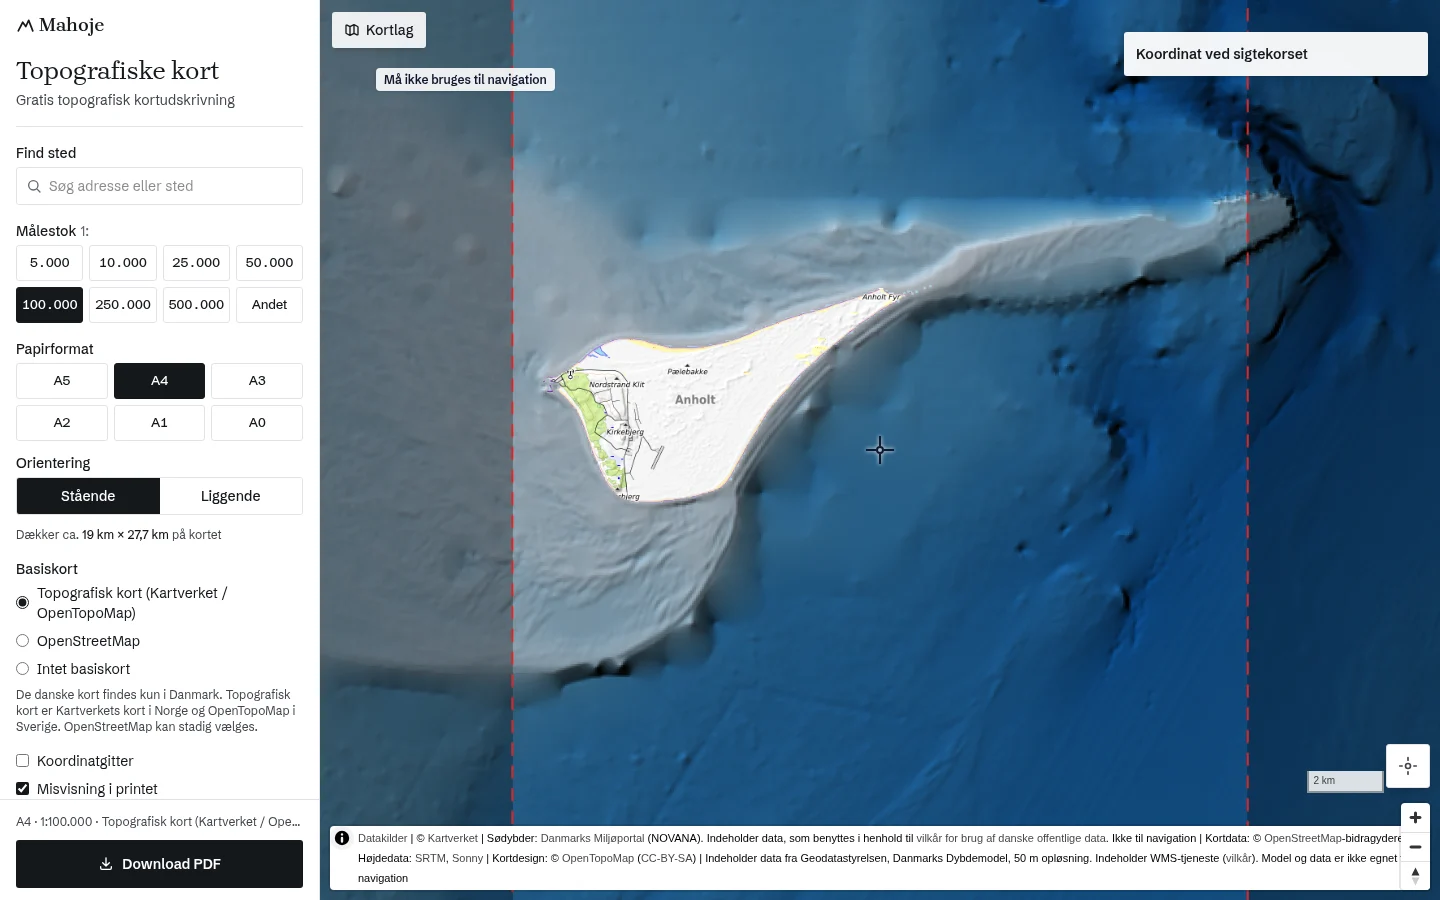 Mahoje
Topografiske kort
Gratis topografisk kortudskrivning
Find sted
Søg adresse eller sted
Målestok 1:
5.000
10.000
25.000
50.000
100.000
250.000
500.000
Andet
Papirformat
A5
A4
A3
A2
A1
A0
Orientering
Stående
Liggende
Dækker ca. 19 km × 27,7 km på kortet
Basiskort
Topografisk kort (Kartverket /
OpenTopoMap)
OpenStreetMap
Intet basiskort
De danske kort findes kun i Danmark. Topografisk
kort er Kartverkets kort i Norge og OpenTopoMap i
Sverige. OpenStreetMap kan stadig vælges.
Koordinatgitter
Misvisning i printet
A4 · 1:100.000 · Topografisk kort (Kartverket / Ope…
Download PDF
Kortlag
Må ikke bruges til navigation
Koordinat ved sigtekorset
Anholt Fyr
Pælebakke
Nordstrand Klit
Anholt
Kirkebjerg
2 km
Datakilder | © Kartverket | Sødybder: Danmarks Miljøportal (NOVANA). Indeholder data, som benyttes i henhold til vilkår for brug af danske offentlige data. Ikke til navigation | Kortdata: © OpenStreetMap-bidragydere
Højdedata: SRTM, Sonny | Kortdesign: © OpenTopoMap (CC-BY-SA) | Indeholder data fra Geodatastyrelsen, Danmarks Dybdemodel, 50 m opløsning. Indeholder WMS-tjeneste (vilkår). Model og data er ikke egnet
navigation